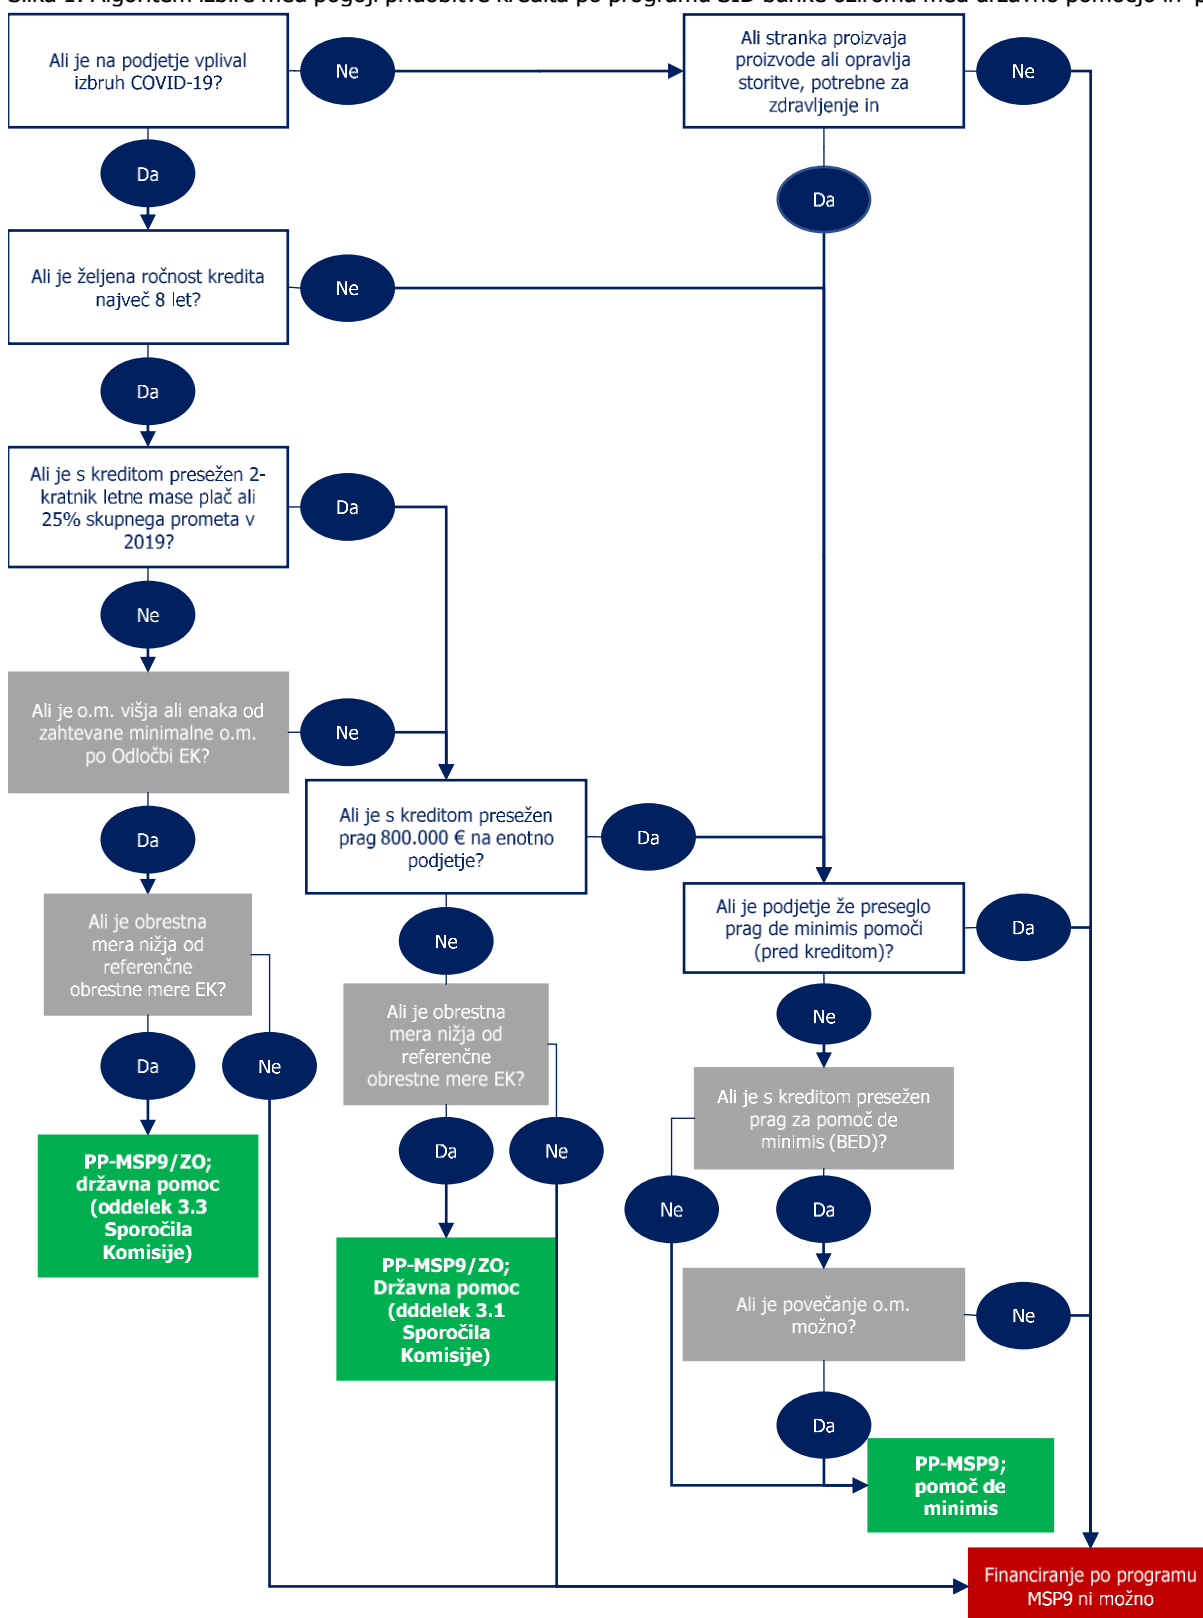 Ali je na podjetje vplival
izbruh COVID-19?
Ne
Ali stranka proizvaja
proizvode ali opravlja
storitve, potrebne za
zdravljenje in
Ne
Da
Da
Ali je željena ročnost kredita
največ 8 let?
Ne
Da
Ali je s kreditom presežen 2-
kratnik letne mase plač ali
25% skupnega prometa v
2019?
Da
Ne
Ali je o.m. višja ali enaka od
zahtevane minimalne o.m.
po Odločbi EK?
Ne
Da
Ali je s kreditom presežen
prag 800.000 € na enotno
podjetje?
Da
Ali je obrestna
mera nižja od
referenčne
obrestne mere EK?
Ne
Ali je podjetje že preseglo
prag de minimis pomoči
(pred kreditom)?
Da
Ali je obrestna
mera nižja od
referenčne
obrestne mere EK?
Ne
Da
Ne
Ali je s kreditom presežen
prag za pomoč de
minimis (BED)?
Da
Ne
Ne
Da
PP-MSP9/ZO;
državna pomoc
(oddelek 3.3
Sporočila
Komisije)
PP-MSP9/ZO;
Državna pomoc
(dddelek 3.1
Sporočila
Komisije)
Ali je povečanje o.m.
možno?
Ne
Da
PP-MSP9;
pomoč de
minimis
Financiranje po programu
MSP9 ni možno